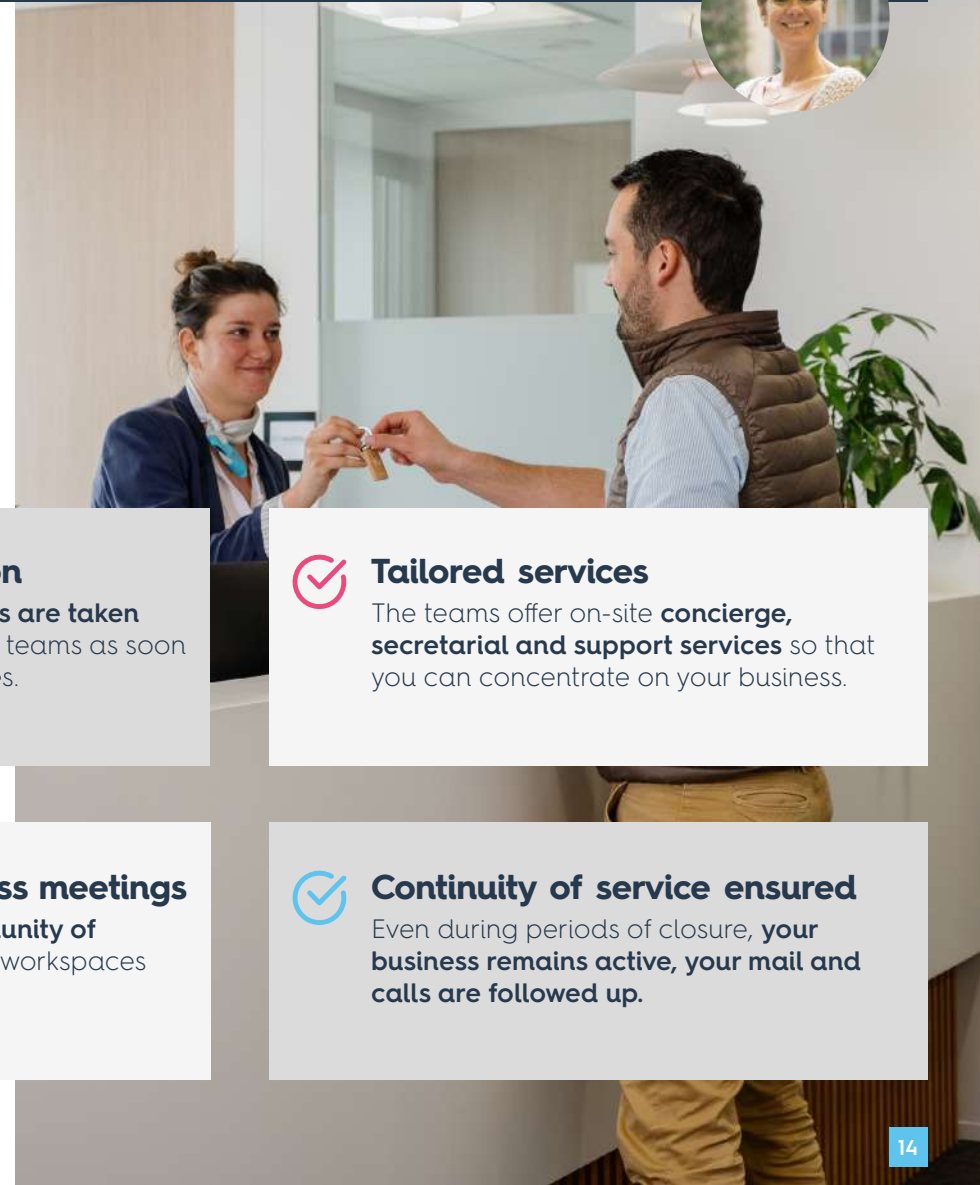 n
s are taken
teams as soon
s.
Tailored services
The teams offer on-site concierge,
secretarial and support services so that
you can concentrate on your business.
ss meetings
unity of
workspaces
Continuity of service ensured
Even during periods of closure, your
business remains active, your mail and
calls are followed up.
14